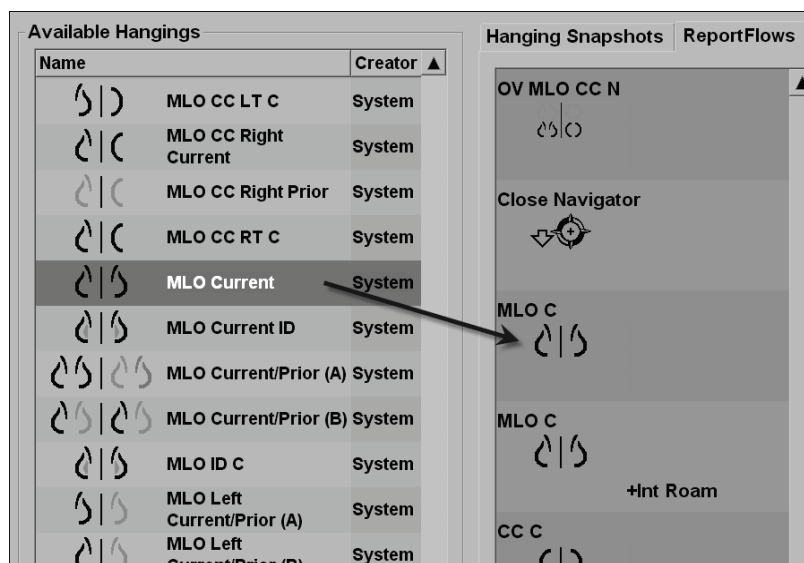 Available Hangings
Name
Creator
MLO CC LT C
System
MLO CC Right
Current
System
MLO CC Right Prior
System
MLO CC RT C
System
MLO Current
System
MLO Current ID
System
MLO Current/Prior (A)
System
MLO Current/Prior (B)
System
MLO ID C
System
MLO Left
Current/Prior (A)
System
MLO Left
Current/Prior (B)
System
Hanging Snapshots
ReportFlows
OV MLO CC N
Close Navigator
MLO C
MLO C
+Int Roam
CC C